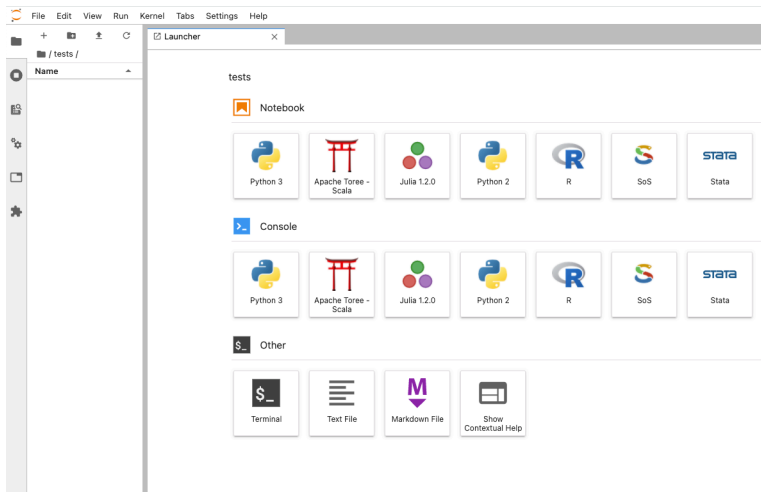 File Edit View Run Kernel Tabs Settings Help
Launcher
/ tests /
Name
tests
Notebook
Python 3
Apache Toree -
Scala
Julia 1.2.0
Python 2
R
R
SoS
S
STATA
Stata
Console
Python 3
Apache Toree -
Scala
Julia 1.2.0
Python 2
R
R
SoS
S
STATA
Stata
$_
Other
$_
Terminal
Text File
M
Markdown File
Show
Contextual Help